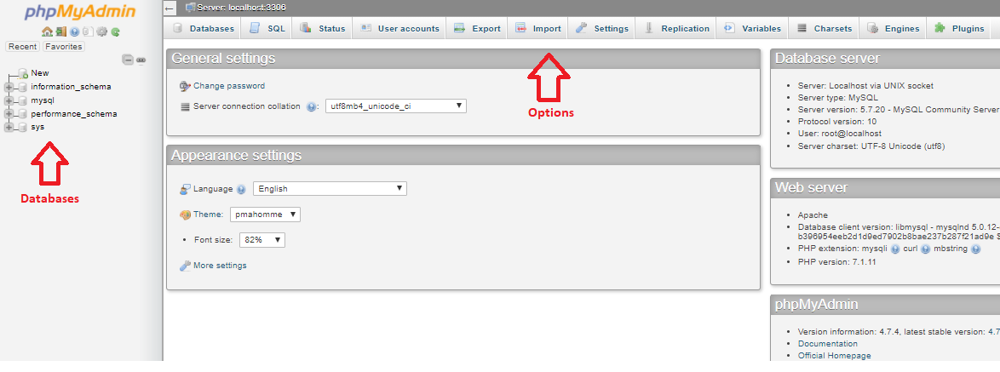 phpMyAdmin
Recent Favorites
New
information_schema
mysql
performance_schema
sys
Databases
Server: localhost:3306
Databases SQL Status User accounts Export Import Settings Replication Variables Charsets Engines Plugins
General settings
Change password
Server connection collation : utf8mb4_unicode_ci
Options
Appearance settings
Language English
Theme: pmahomme
• Font size: 82%
More settings
Database server
• Server: Localhost via UNIX socket
• Server type: MySQL
• Server version: 5.7.20 - MySQL Community Server
• Protocol version: 10
• User: root@localhost
• Server charset: UTF-8 Unicode (utf8)
Web server
• Apache
• Database client version: libmysql - mysqlnd 5.0.12-
b396954eeb2d1d9ed7902b8bae237b287f21ad9e $
• PHP extension: mysqli curl mbstring
• PHP version: 7.1.11
phpMyAdmin
• Version information: 4.7.4, latest stable version: 4.7
• Documentation
• Official Homepage